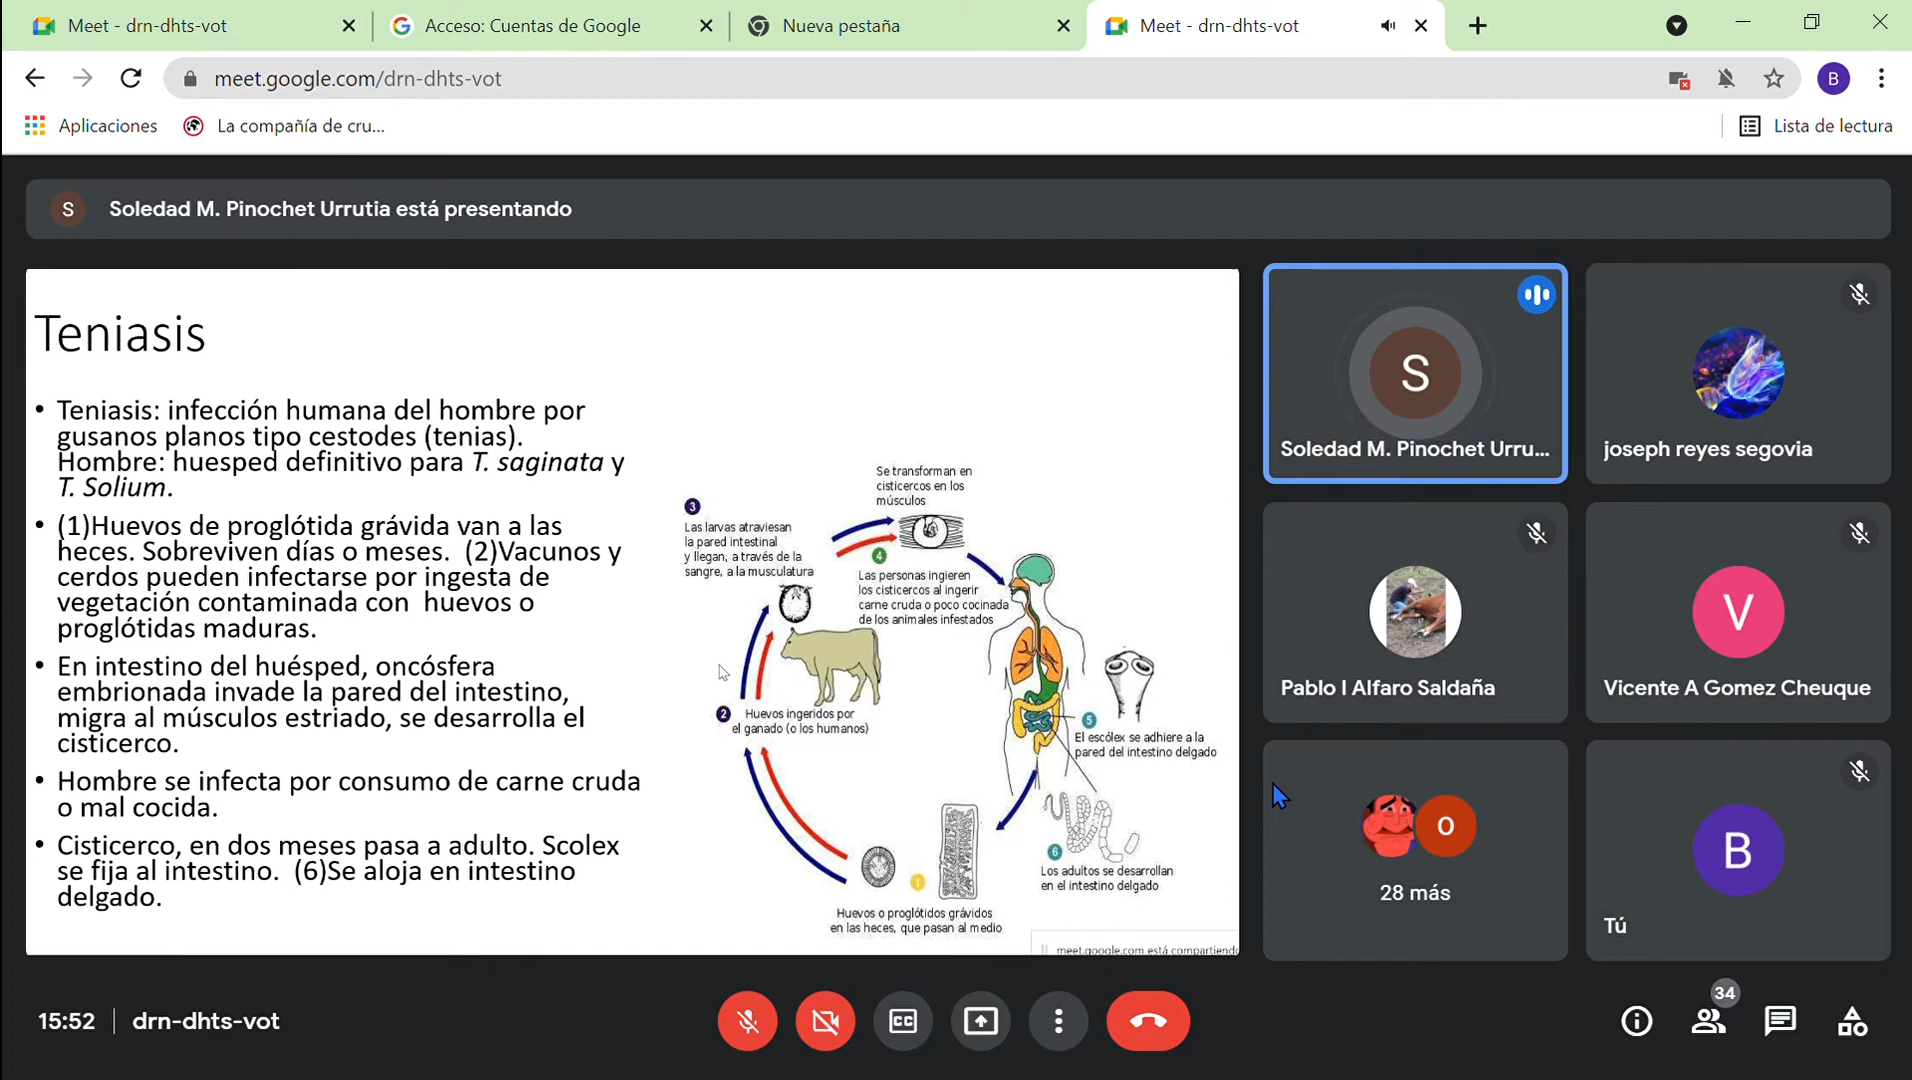 Meet - drn-dhts-vot
Acceso: Cuentas de Google
Nueva pestaña
Meet - drn-dhts-vot
meet.google.com/drn-dhts-vot
B
Aplicaciones
La compañía de cru...
Lista de lectura
S
Soledad M. Pinochet Urrutia está presentando
Teniasis
• Teniasis: infección humana del hombre por
gusanos planos tipo cestodes (tenias).
Hombre: huesped definitivo para T. saginata y
T. Solium.
• (1)Huevos de proglótida grávida van a las
heces. Sobreviven días o meses. (2)Vacunos y
cerdos pueden infectarse por ingesta de
vegetación contaminada con huevos o
proglótidas maduras.
• En intestino del huésped, oncósfera
embrionada invade la pared del intestino,
migra al músculos estriado, se desarrolla el
cisticerco.
• Hombre se infecta por consumo de carne cruda
o mal cocida.
• Cisticerco, en dos meses pasa a adulto. Scolex
se fija al intestino. (6)Se aloja en intestino
delgado.
Se transforman en
cisticercos en los
músculos
3
Las larvas atraviesan
la pared intestinal
y llegan, a través de la
sangre, a la musculatura
4
Las personas ingieren
los cisticercos al ingerir
carne cruda o poco cocinada
de los animales infestados
2
Huevos ingeridos por
el ganado (o los humanos)
5
El escólex se adhiere a la
pared del intestino delgado
6
Los adultos se desarrollan
en el intestino delgado
1
Huevos o proglótidos grávidos
en las heces, que pasan al medio
meet.google.com está compartiendo
S
Soledad M. Pinochet Urru...
joseph reyes segovia
Pablo I Alfaro Saldaña
V
Vicente A Gomez Cheuque
O
28 más
B
Tú
15:52
drn-dhts-vot
CC
34